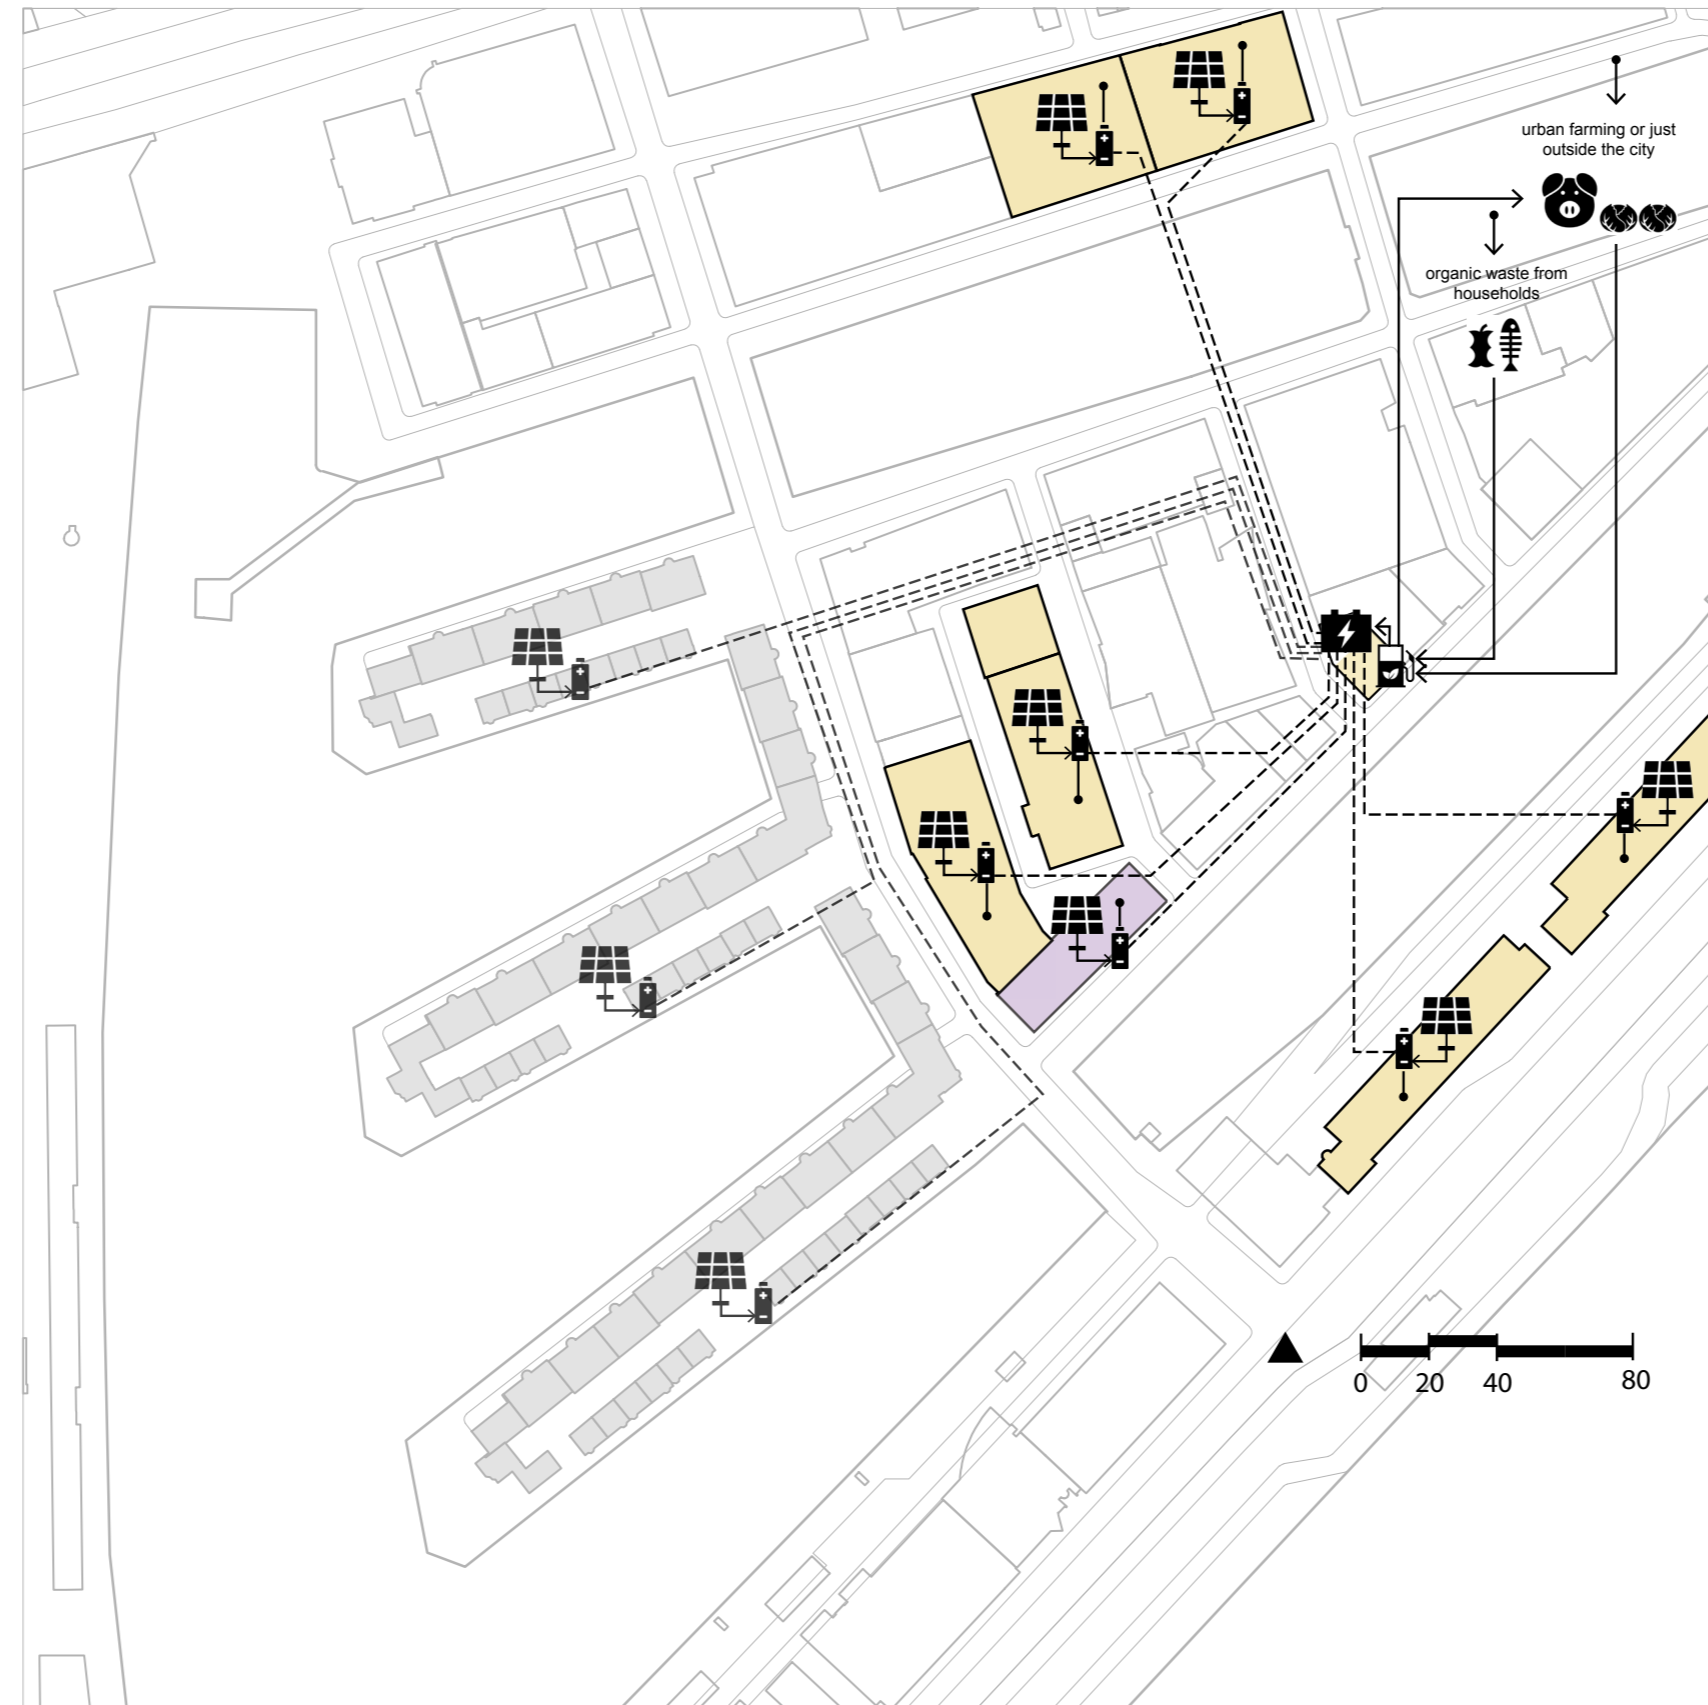 urban farming or just
outside the city
organic waste from
households
0 20 40 80